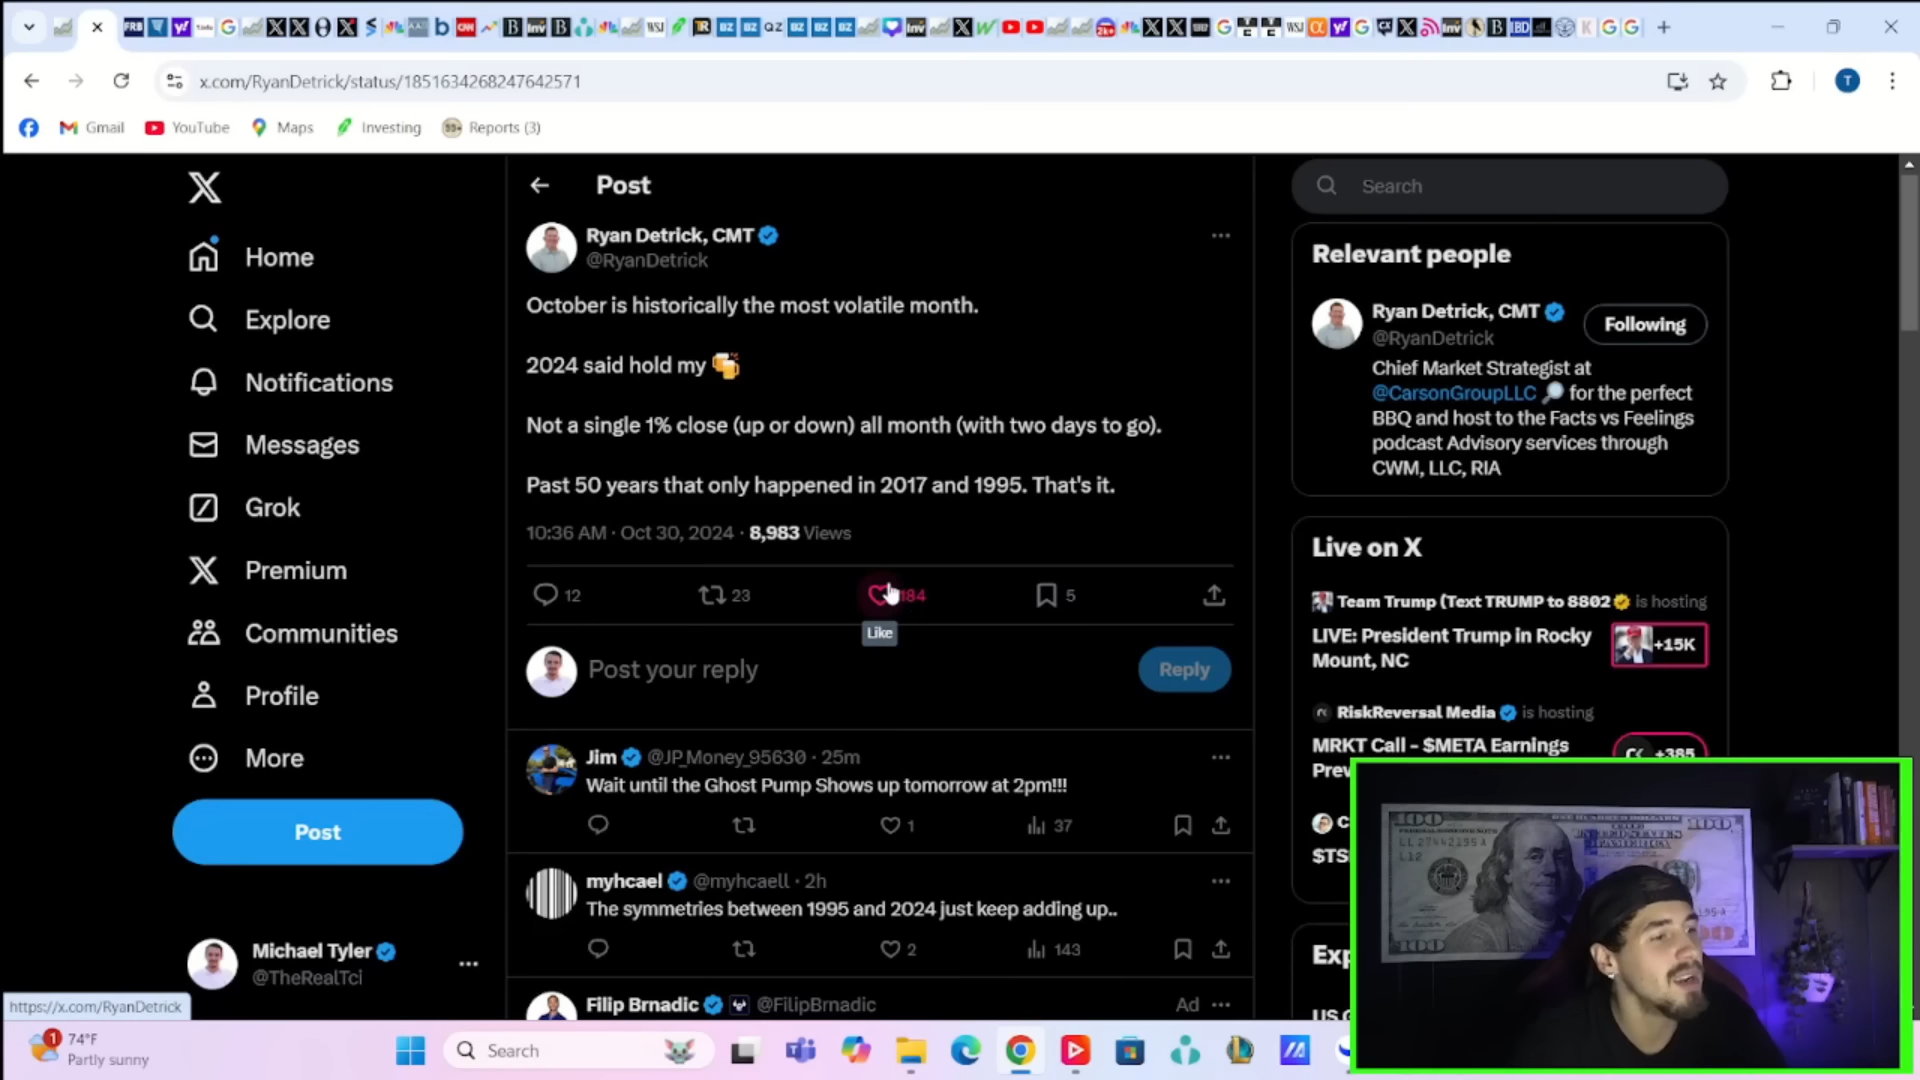 x.com/RyanDetrick/status/1851634268247642571
T
Gmail
YouTube
Maps
Investing
Reports (3)
Home
Explore
Notifications
Messages
Grok
Premium
Communities
Profile
More
Post
Michael Tyler
@TheRealTci
https://x.com/RyanDetrick
Post
Ryan Detrick, CMT
@RyanDetrick
October is historically the most volatile month.
2024 said hold my
Not a single 1% close (up or down) all month (with two days to go).
Past 50 years that only happened in 2017 and 1995. That's it.
10:36 AM · Oct 30, 2024 · 8,983 Views
12
23
184
5
Like
Post your reply
Reply
Jim @JP_Money_95630 · 25m
Wait until the Ghost Pump Shows up tomorrow at 2pm!!!
1
37
myhcael @myhcaell · 2h
The symmetries between 1995 and 2024 just keep adding up..
2
143
Filip Brnadic @FilipBrnadic Ad
Search
Relevant people
Ryan Detrick, CMT
@RyanDetrick
Following
Chief Market Strategist at
@CarsonGroupLLC for the perfect
BBQ and host to the Facts vs Feelings
podcast Advisory services through
CWM, LLC, RIA
Live on X
Team Trump (Text TRUMP to 8802 is hosting
LIVE: President Trump in Rocky
Mount, NC
+15K
RiskReversal Media is hosting
MRKT Call - $META Earnings
+385
74°F
Partly sunny
Search